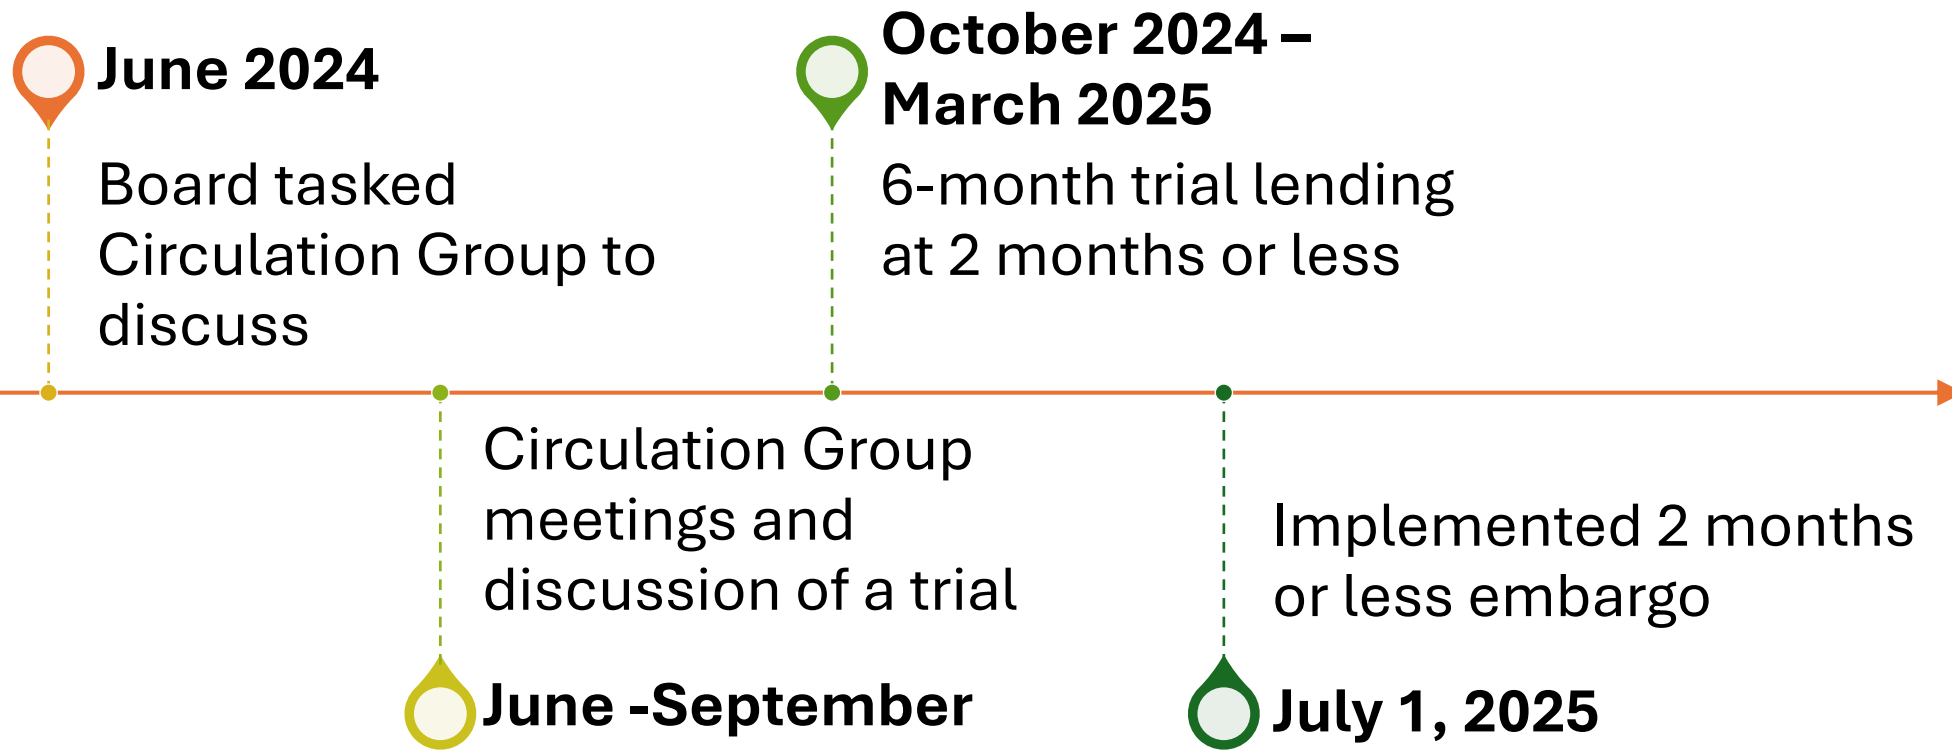 June 2024
Board tasked
Circulation Group to
discuss
Circulation Group
meetings and
discussion of a trial
June -September
October 2024 –
March 2025
6-month trial lending
at 2 months or less
Implemented 2 months
or less embargo
July 1, 2025